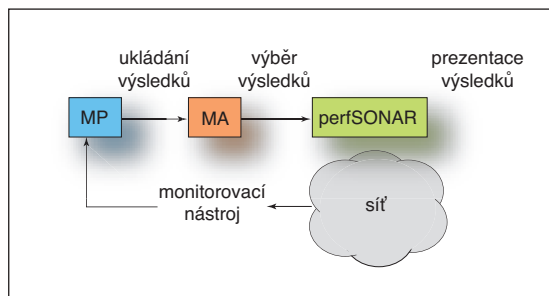 ukládání
výsledků
výběr
výsledků
prezentace
výsledků
MP
MA
perfSONAR
monitorovací
nástroj
síť